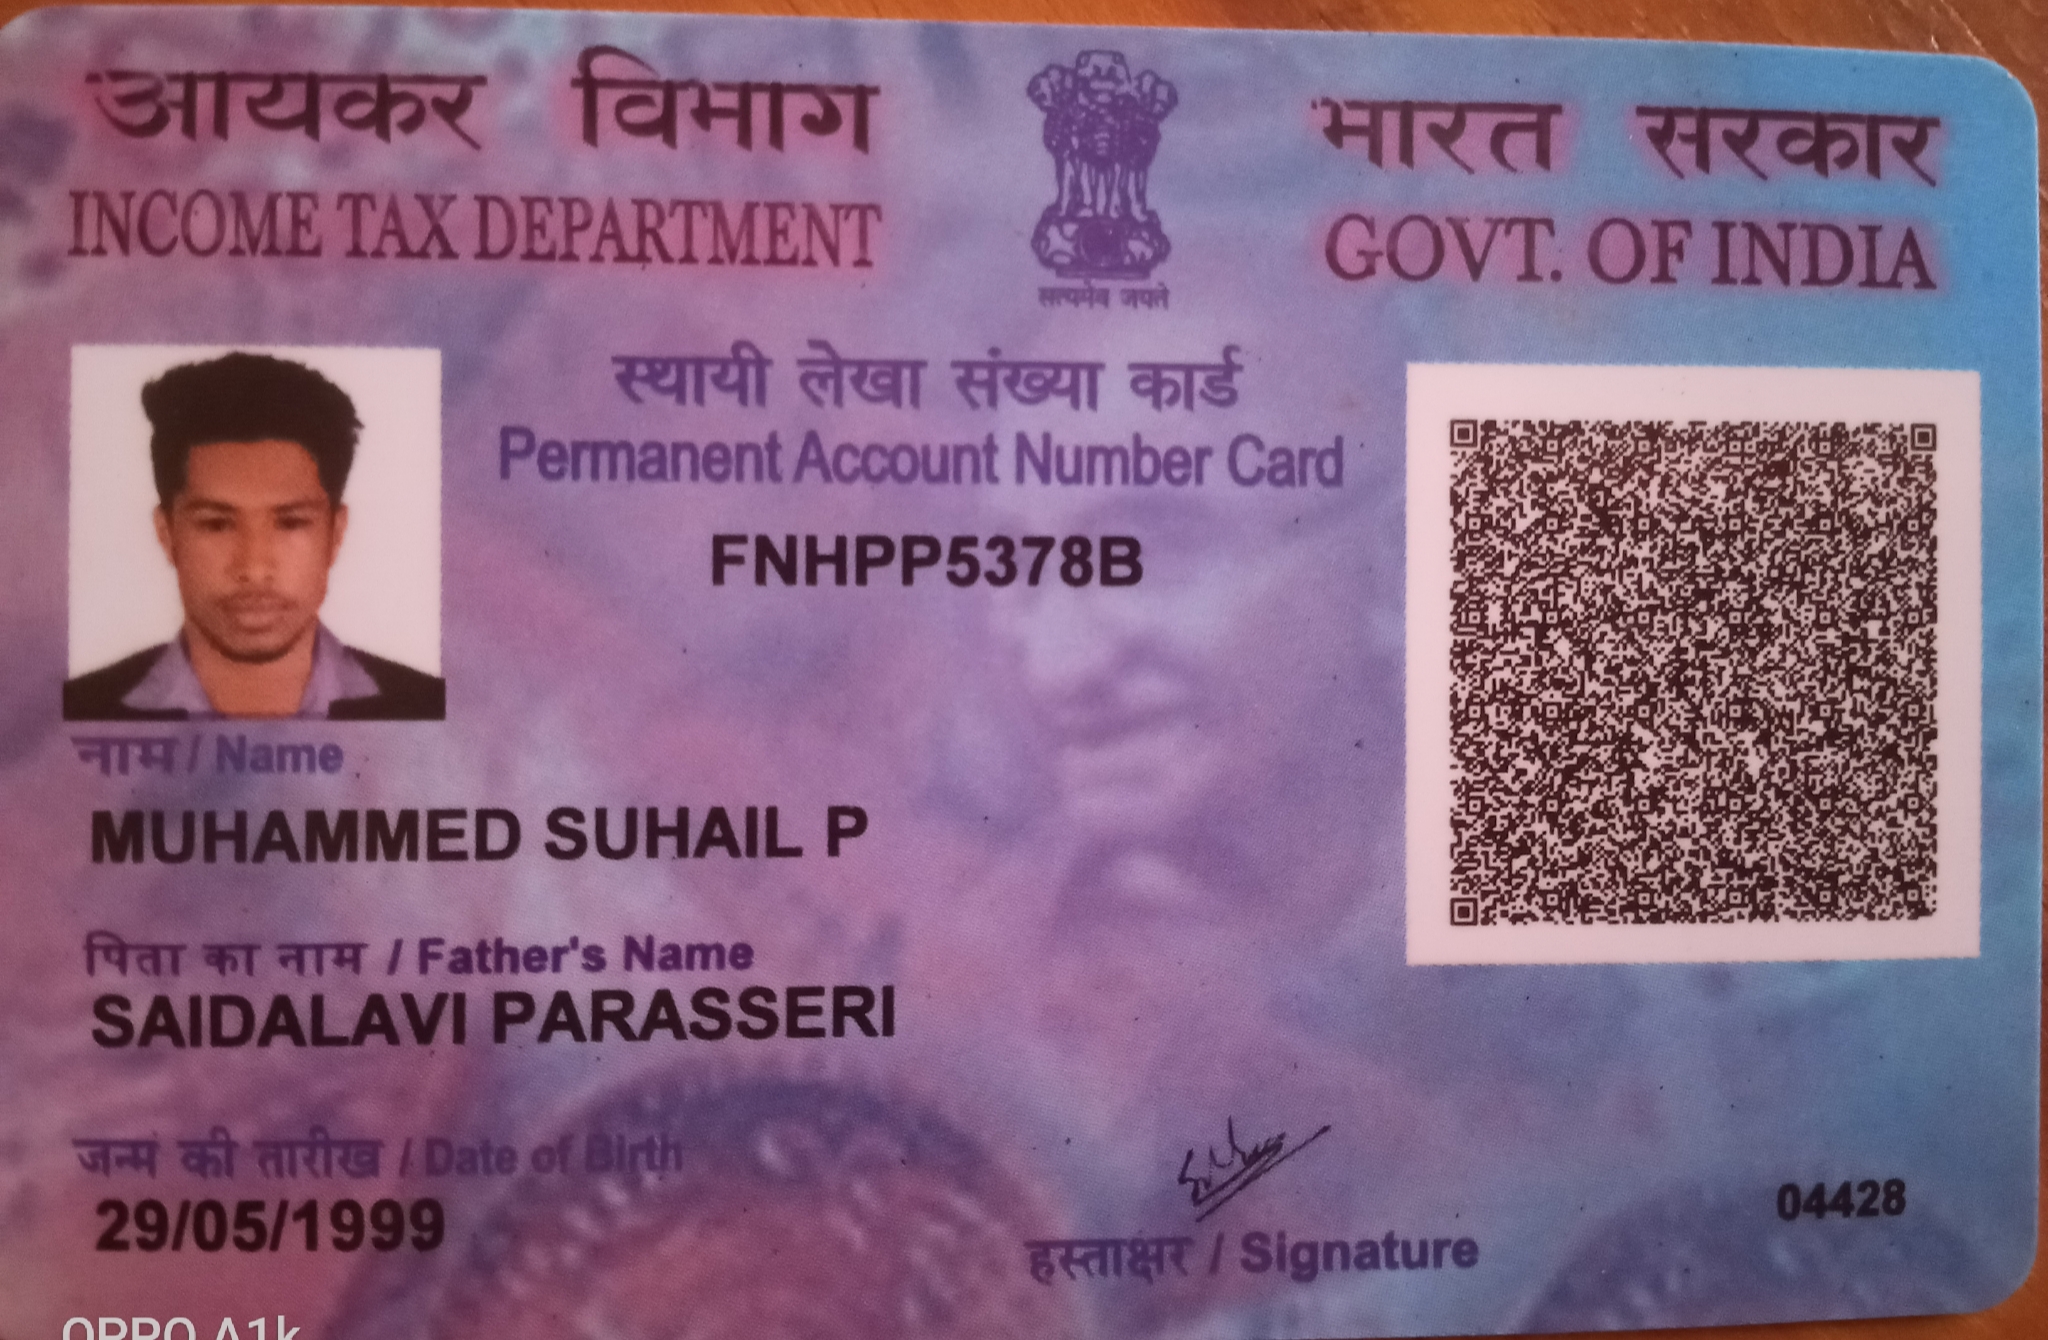 आयकर विभाग
INCOME TAX DEPARTMENT
सत्यमेव जयते
भारत सरकार
GOVT. OF INDIA
स्थायी लेखा संख्या कार्ड
Permanent Account Number Card
FNHPP5378B
नाम / Name
MUHAMMED SUHAIL P
पिता का नाम / Father's Name
SAIDALAVI PARASSERI
जन्म की तारीख / Date of Birth
29/05/1999
हस्ताक्षर / Signature
04428
OPPO A1k